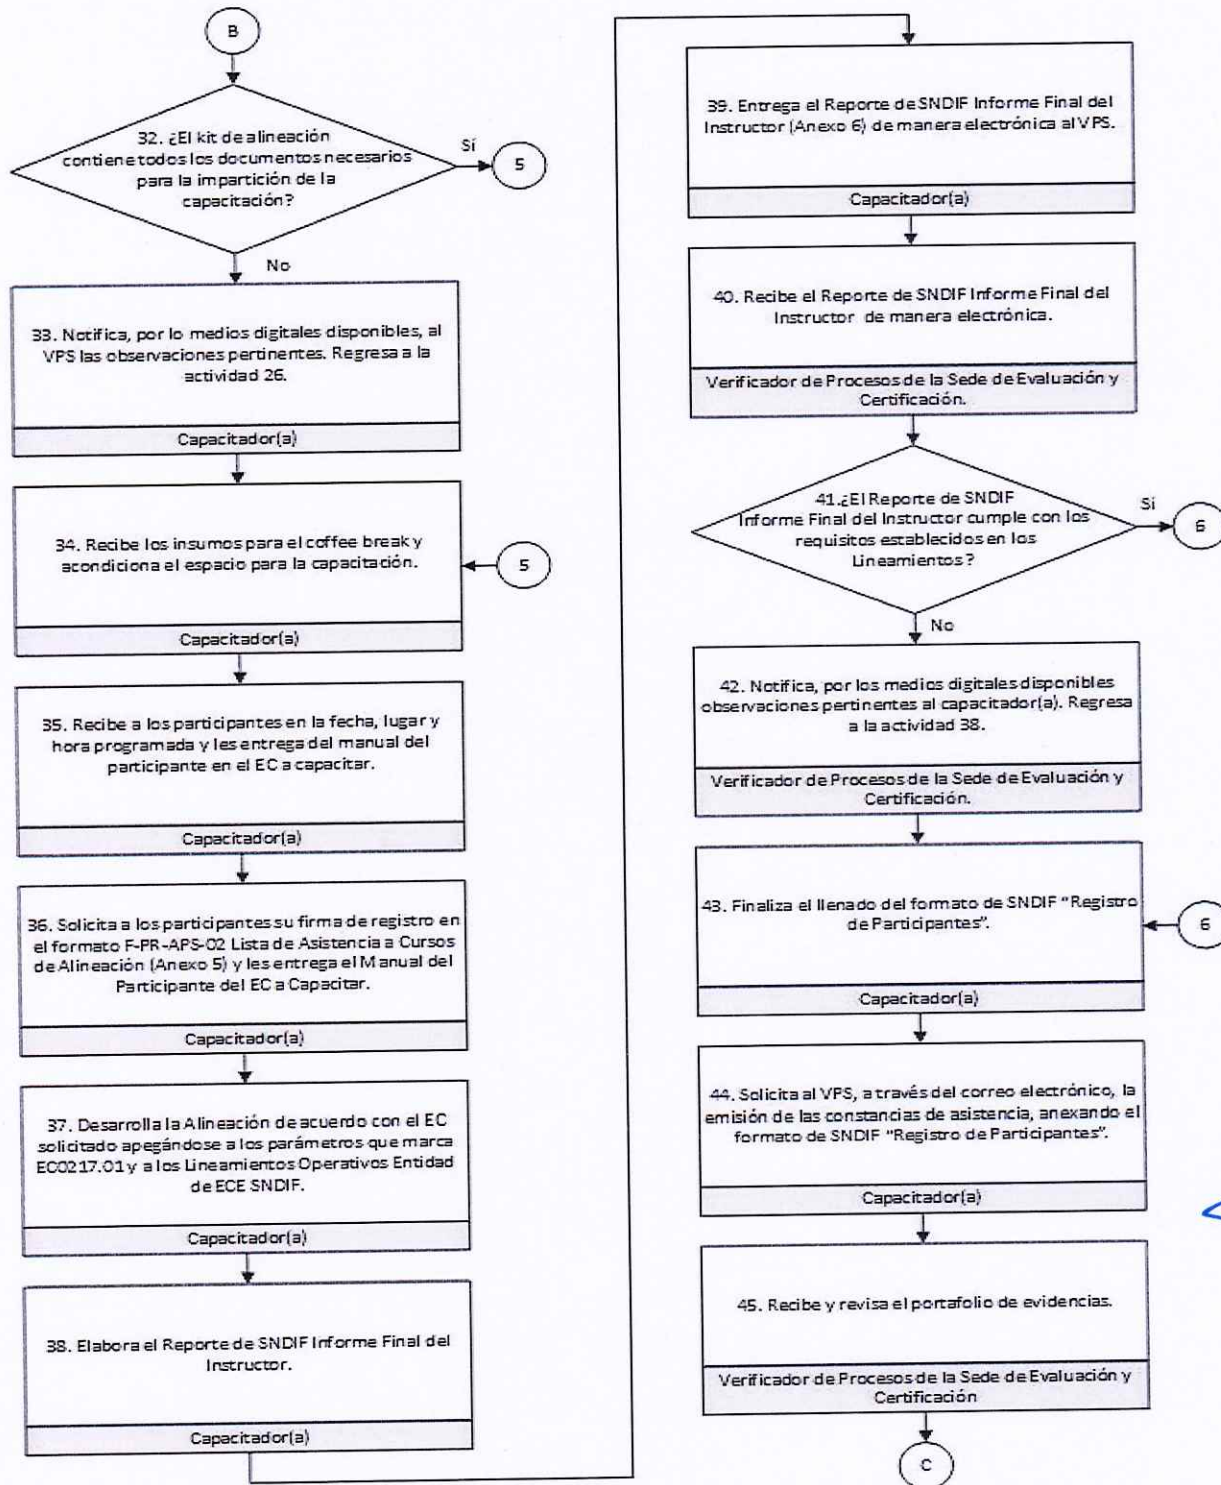 B
32. ¿El kit de alineación
contiene todos los documentos necesarios
para la impartición de la
capacitación?
Sí
5
No
33. Notifica, por lo medios digitales disponibles, al
VPS las observaciones pertinentes. Regresa a la
actividad 26.
Capacitador(a)
34. Recibe los insumos para el coffee break y
acondiciona el espacio para la capacitación.
5
Capacitador(a)
35. Recibe a los participantes en la fecha, lugar y
hora programada y les entrega del manual del
participante en el EC a capacitar.
Capacitador(a)
36. Solicita a los participantes su firma de registro en
el formato F-PR-APS-02 Lista de Asistencia a Cursos
de Alineación (Anexo 5) y les entrega el Manual del
Participante del EC a Capacitar.
Capacitador(a)
37. Desarrolla la Alineación de acuerdo con el EC
solicitado apegándose a los parámetros que marca
EC0217.01 y a los Lineamientos Operativos Entidad
de ECE SNDIF.
Capacitador(a)
38. Elabora el Reporte de SNDIF Informe Final del
Instructor.
Capacitador(a)
39. Entrega el Reporte de SNDIF Informe Final del
Instructor (Anexo 6) de manera electrónica al VPS.
Capacitador(a)
40. Recibe el Reporte de SNDIF Informe Final del
Instructor de manera electrónica.
Verificador de Procesos de la Sede de Evaluación y
Certificación.
41.¿El Reporte de SNDIF
Informe Final del Instructor cumple con los
requisitos establecidos en los
Lineamientos?
Sí
6
No
42. Notifica, por los medios digitales disponibles
observaciones pertinentes al capacitador(a). Regresa
a la actividad 38.
Verificador de Procesos de la Sede de Evaluación y
Certificación.
43. Finaliza el llenado del formato de SNDIF "Registro
de Participantes".
6
Capacitador(a)
44. Solicita al VPS, a través del correo electrónico, la
emisión de las constancias de asistencia, anexando el
formato de SNDIF "Registro de Participantes".
Capacitador(a)
45. Recibe y revisa el portafolio de evidencias.
Verificador de Procesos de la Sede de Evaluación y
Certificación
C